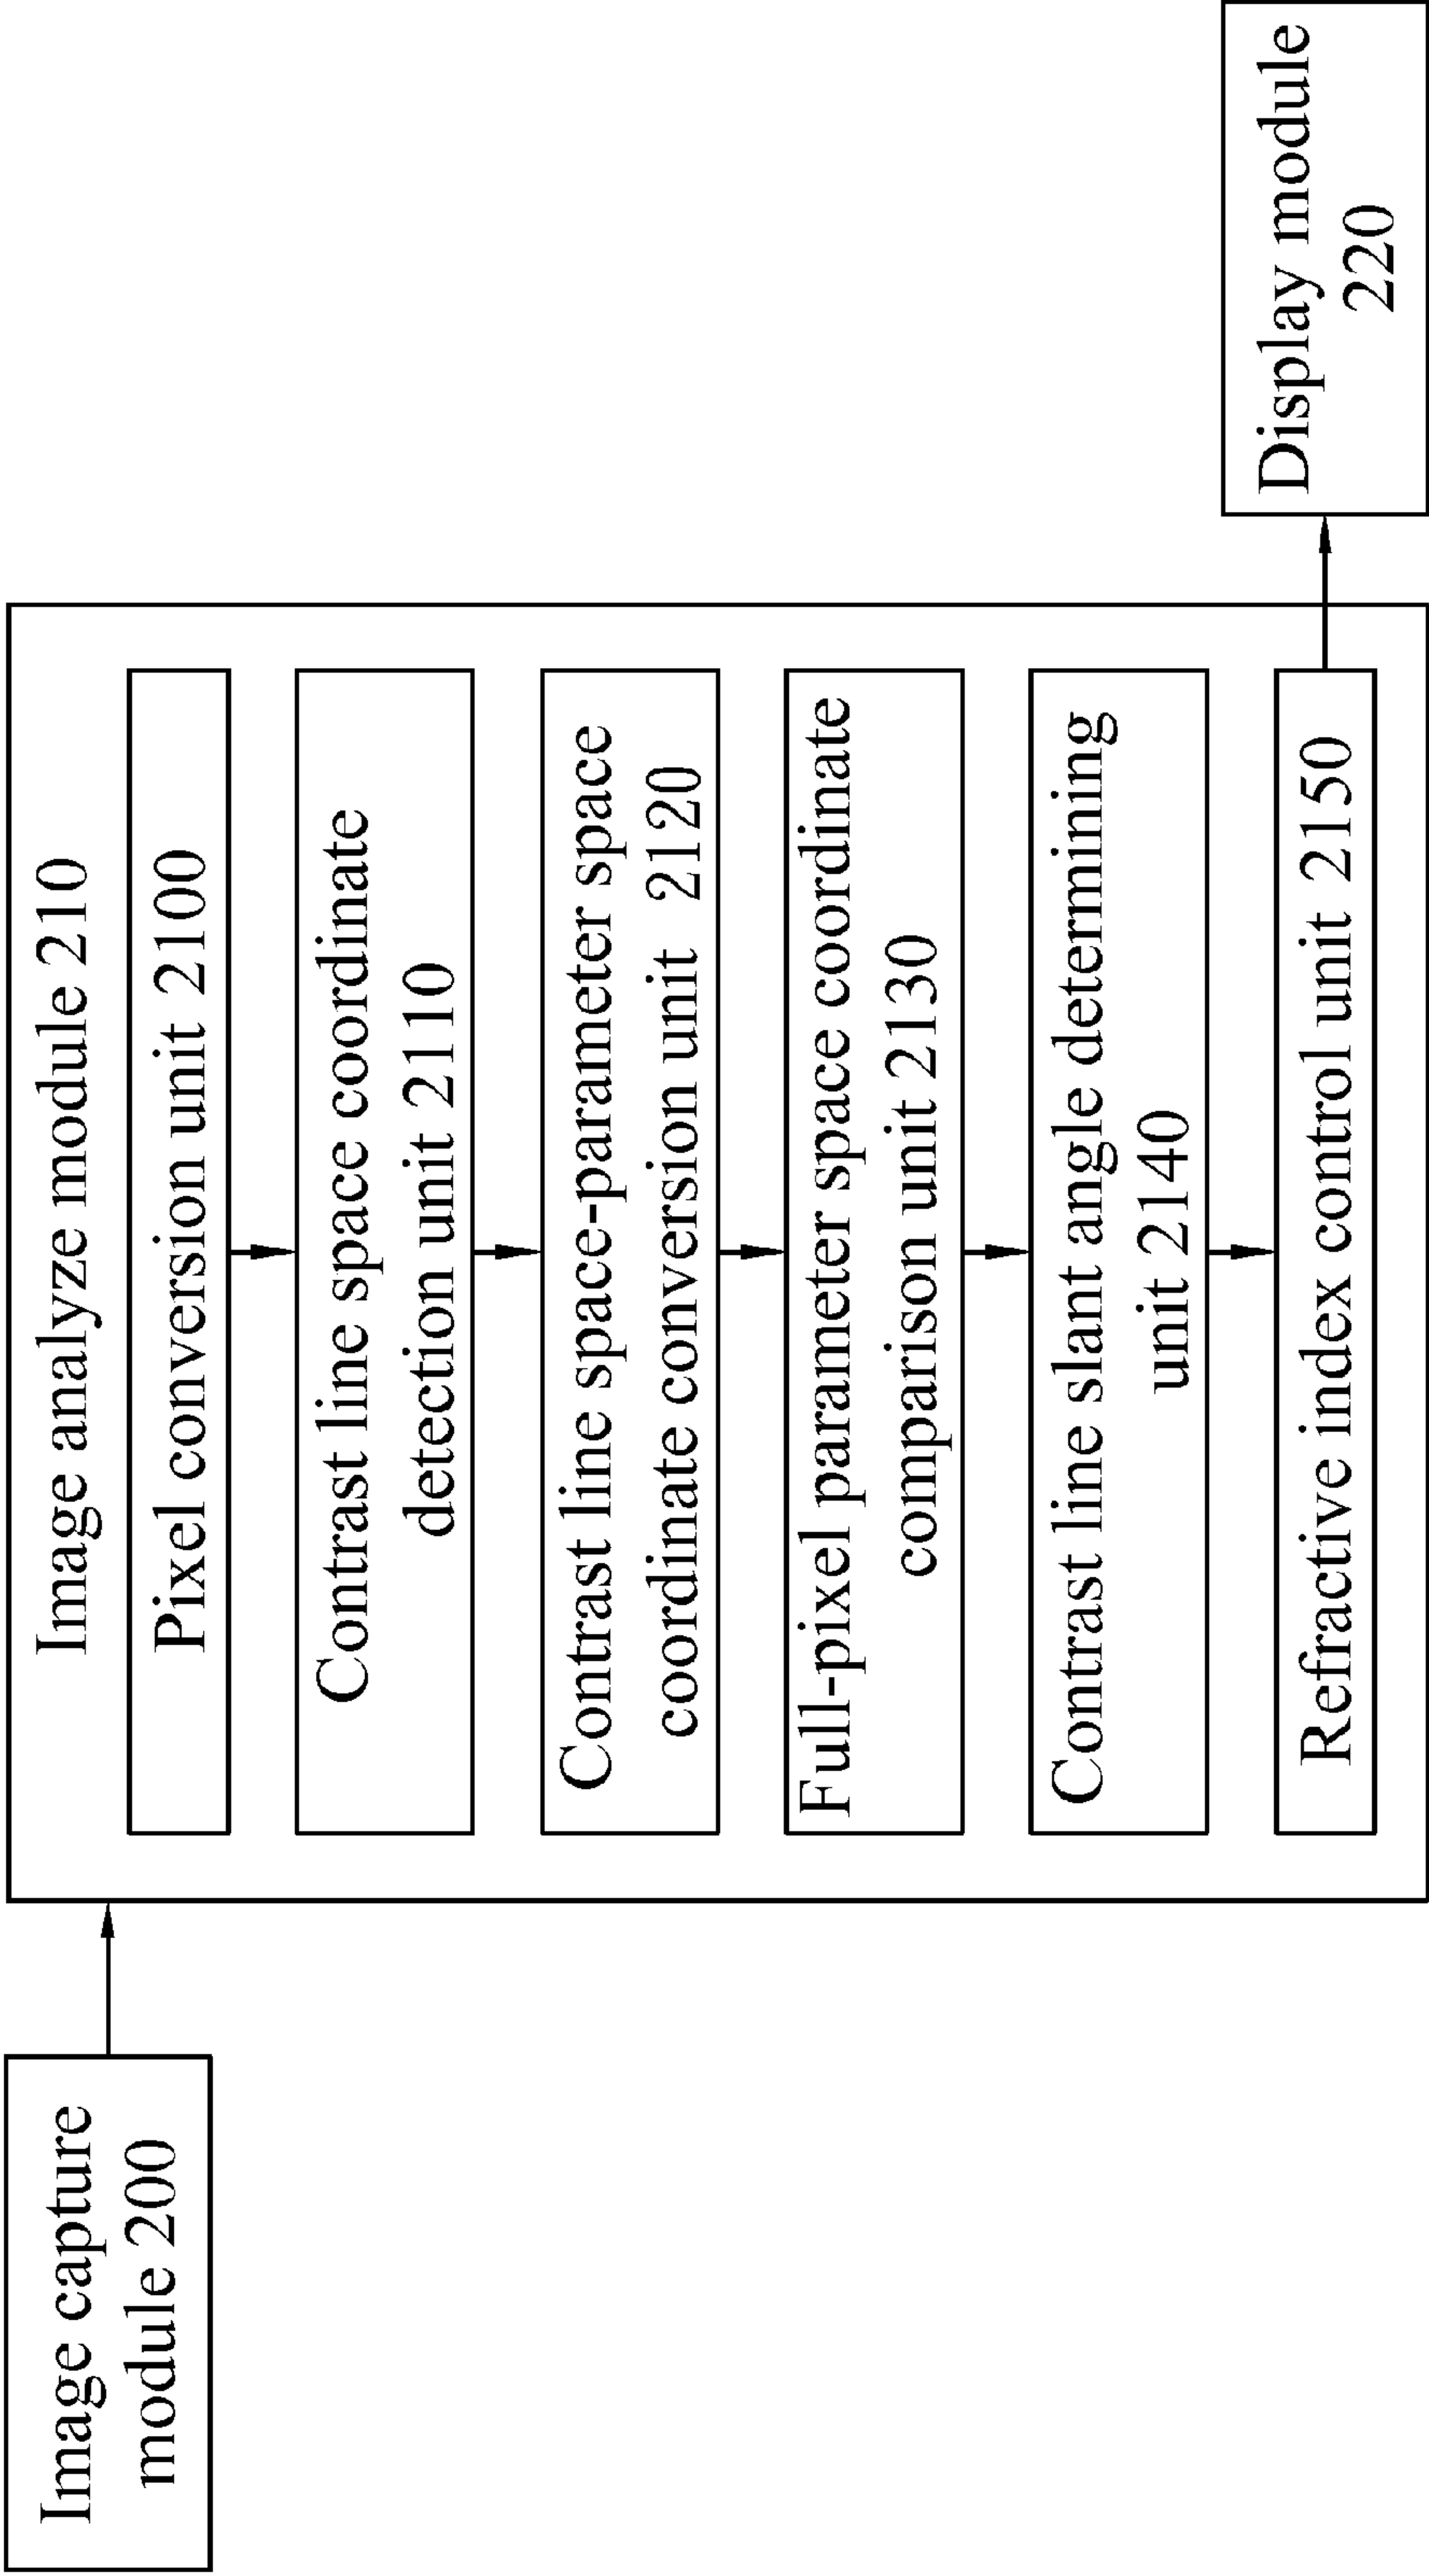 Image capture
module 200
Image analyze module 210
Pixel conversion unit 2100
Contrast line space coordinate
detection unit 2110
Contrast line space-parameter space
coordinate conversion unit 2120
Full-pixel parameter space coordinate
comparison unit 2130
Contrast line slant angle determining
unit 2140
Refractive index control unit 2150
Display module
220